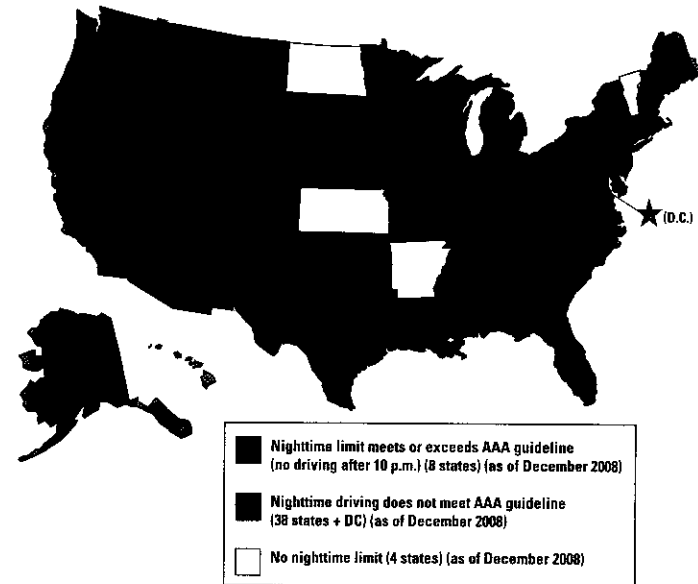 (D.C.)
Nighttime limit meets or exceeds AAA guideline
(no driving after 10 p.m.) (8 states) (as of December 2008)
Nighttime driving does not meet AAA guideline
(38 states + DC) (as of December 2008)
No nighttime limit (4 states) (as of December 2008)